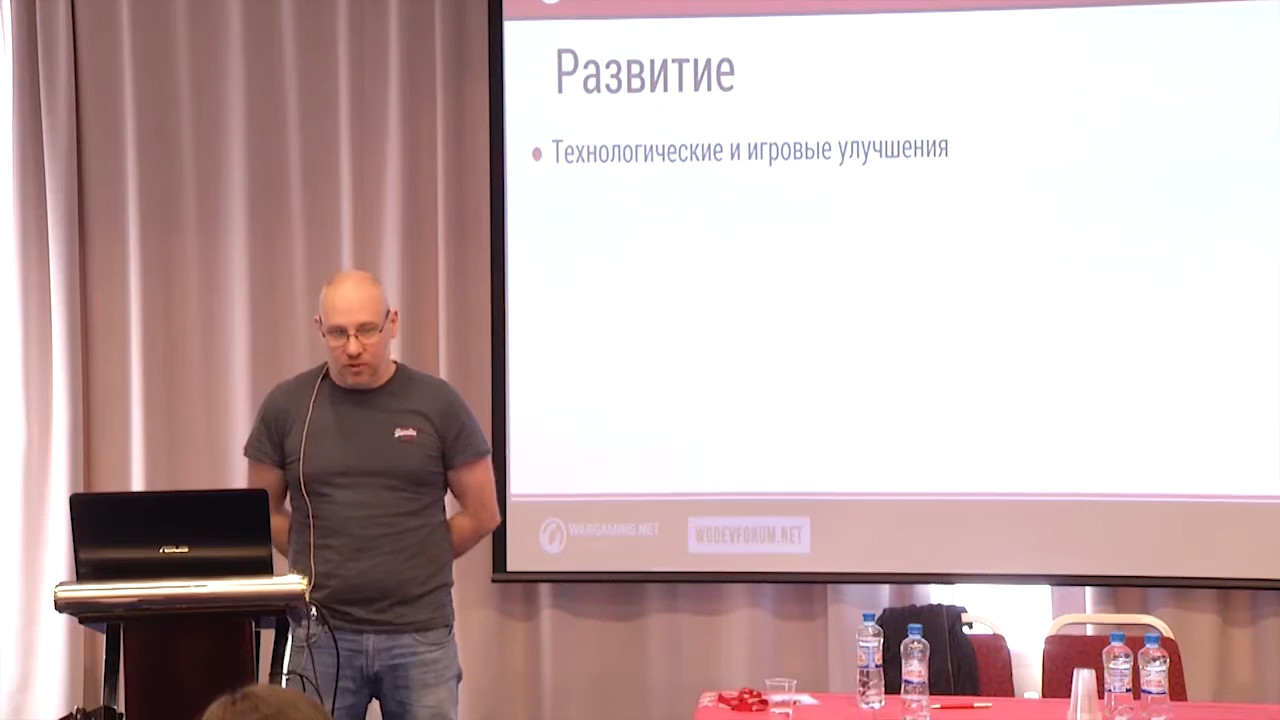 Развитие
Технологические и игровые улучшения
WARGAMING.NET
WGDEVFORUM.NET
ASUS